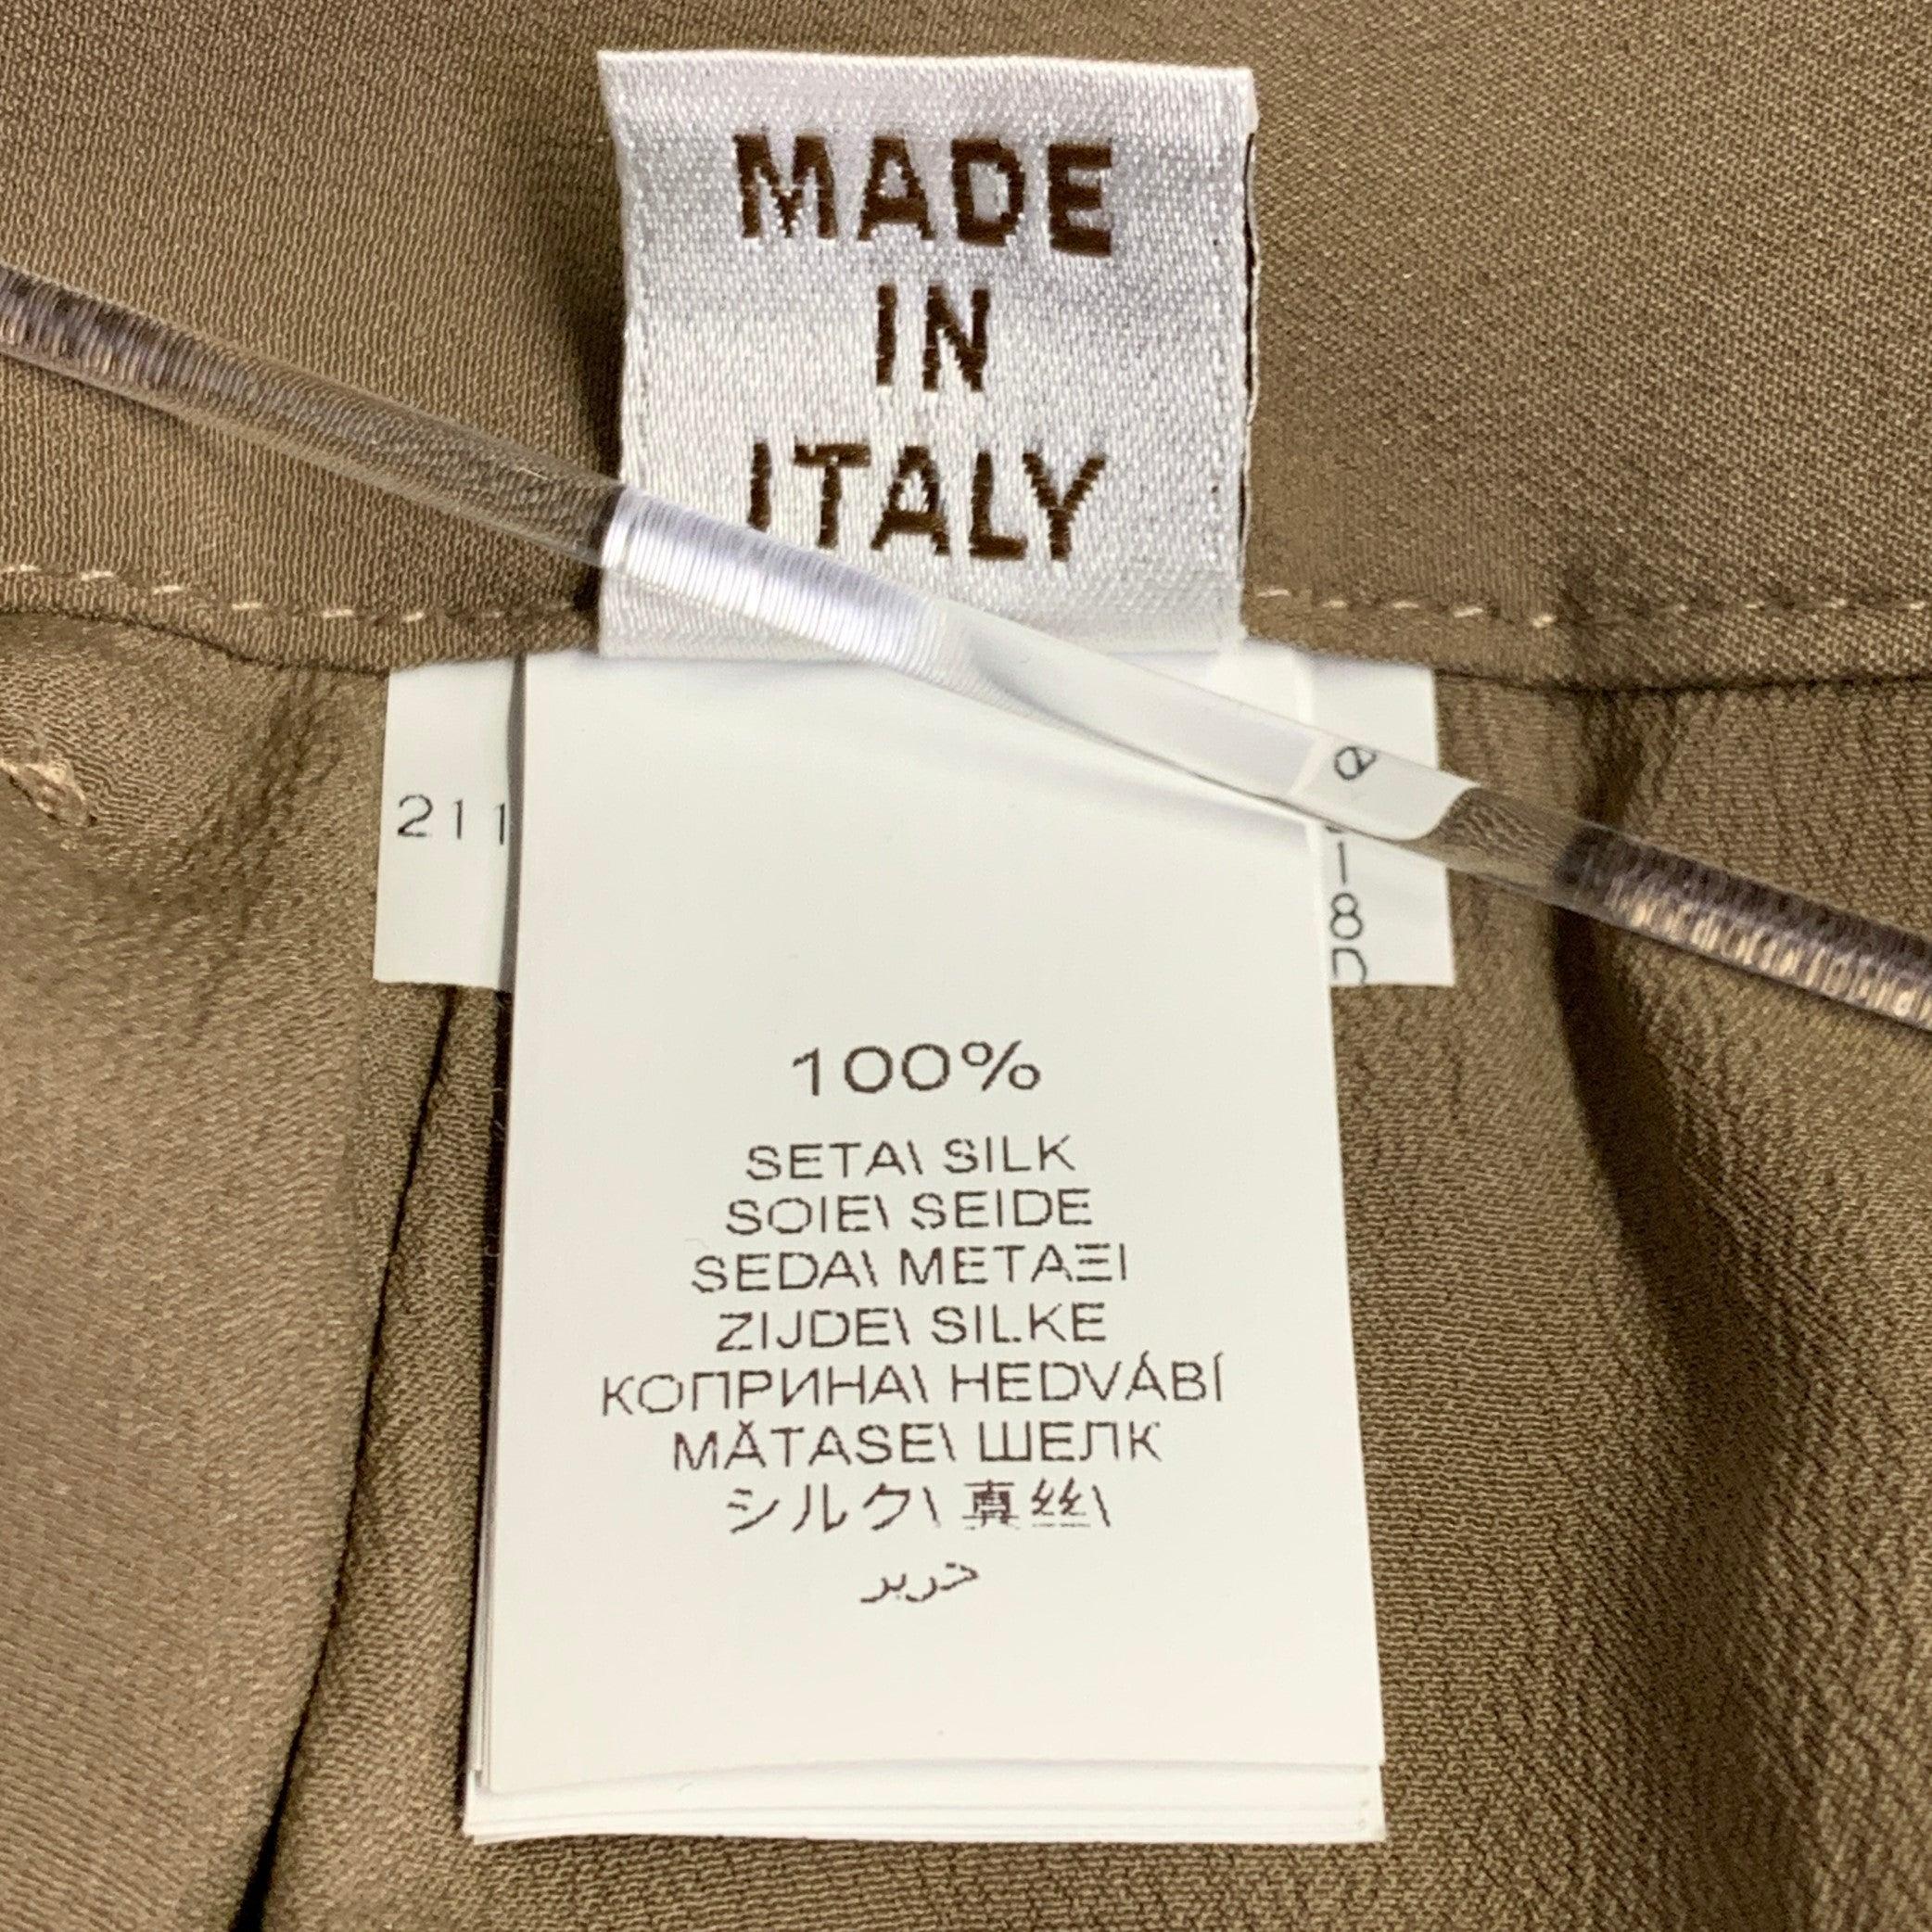 MADE
IN
ITALY
211
100%
SETA\ SILK
SOIE\ SEIDE
SEDA\ ΜΕΤΑΞΙ
ZIJDE\ SILKE
КОПРИНА\ HEDVÁBÍ
MĂTASE\ ШЕЛК
シルク\ 真丝\
حرير